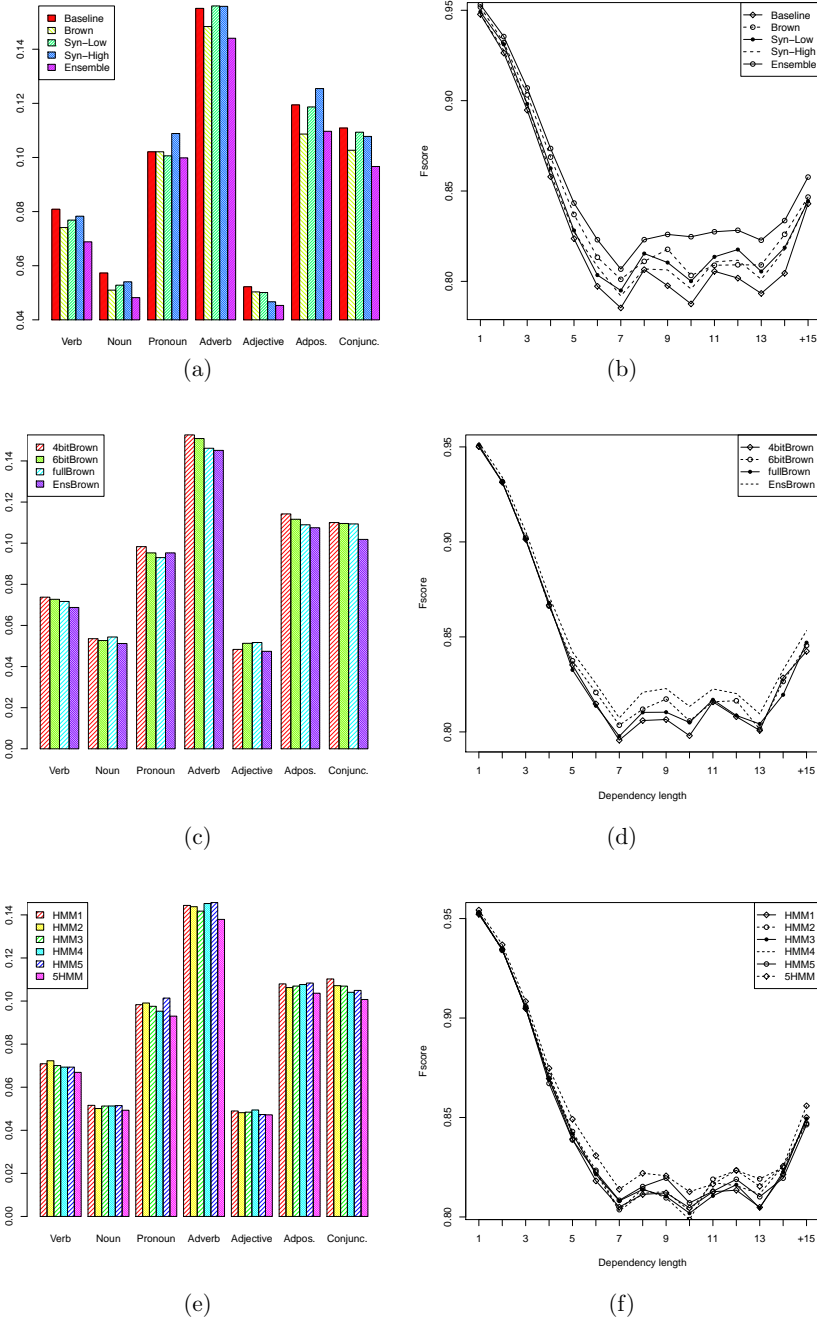 Baseline
Brown
Syn-Low
Syn-High
Ensemble
0.04 0.06 0.08 0.10 0.12 0.14
Verb Noun Pronoun Adverb Adjective Adpos. Conjunc.
(a)
Baseline
Brown
Syn-Low
Syn-High
Ensemble
Fscore
0.80 0.85 0.90 0.95
1 3 5 7 9 11 13 +15
(b)
4bitBrown
6bitBrown
fullBrown
EnsBrown
0.00 0.02 0.04 0.06 0.08 0.10 0.12 0.14
Verb Noun Pronoun Adverb Adjective Adpos. Conjunc.
(c)
4bitBrown
6bitBrown
fullBrown
EnsBrown
Fscore
0.80 0.85 0.90 0.95
1 3 5 7 9 11 13 +15
Dependency length
(d)
HMM1
HMM2
HMM3
HMM4
HMM5
5HMM
0.00 0.02 0.04 0.06 0.08 0.10 0.12 0.14
Verb Noun Pronoun Adverb Adjective Adpos. Conjunc.
(e)
HMM1
HMM2
HMM3
HMM4
HMM5
5HMM
Fscore
0.80 0.85 0.90 0.95
1 3 5 7 9 11 13 +15
Dependency length
(f)